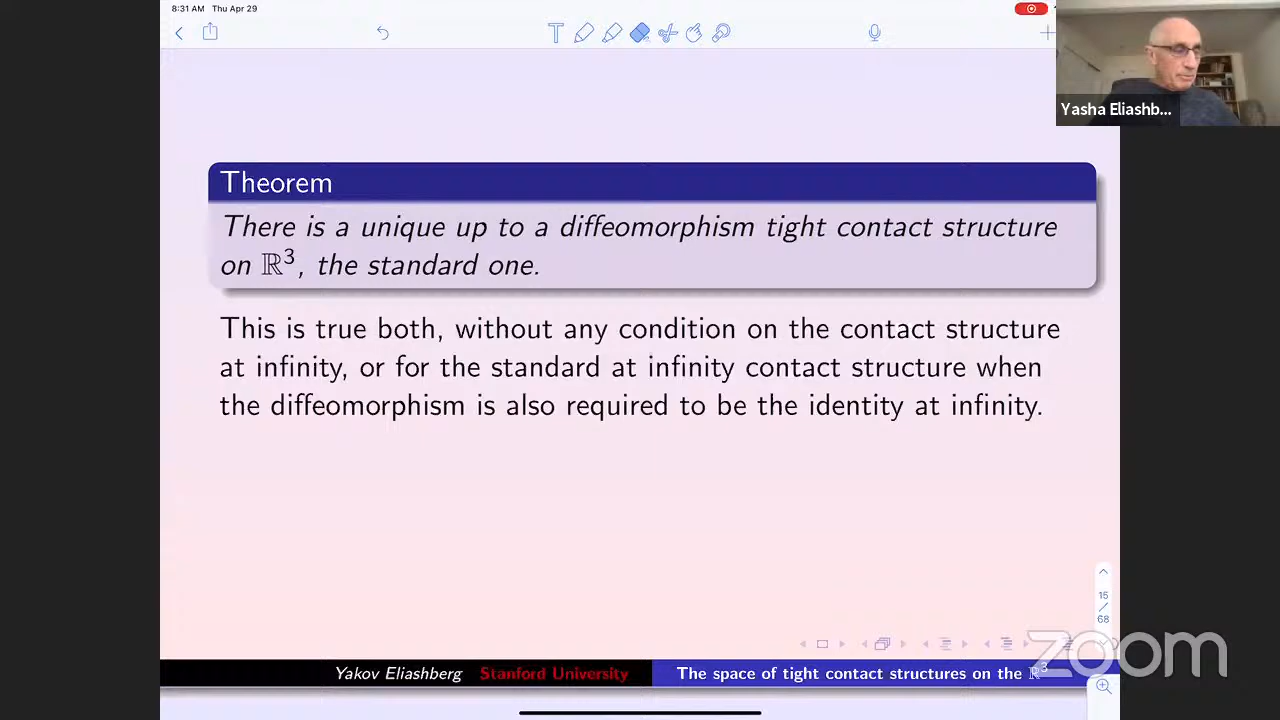 8:31 AM Thu Apr 29
T
Yasha Eliashb...
Theorem
There is a unique up to a diffeomorphism tight contact structure
on ℝ³, the standard one.
This is true both, without any condition on the contact structure
at infinity, or for the standard at infinity contact structure when
the diffeomorphism is also required to be the identity at infinity.
15
/
68
zoom
Yakov Eliashberg Stanford University The space of tight contact structures on the ℝ³